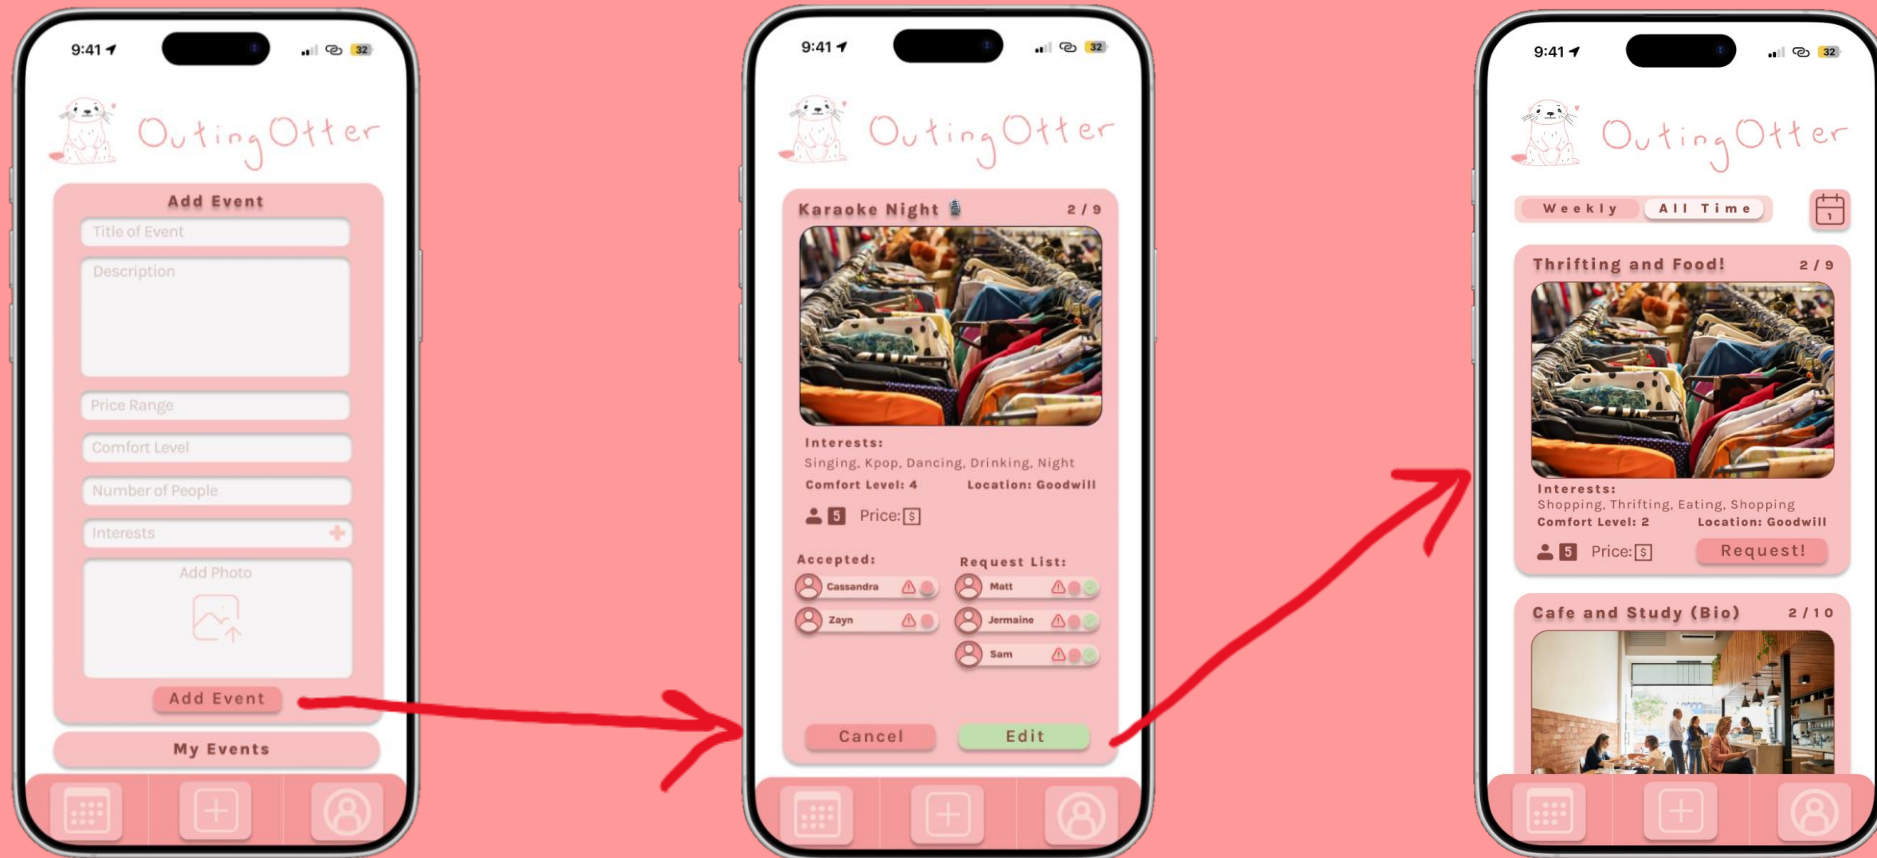 9:41
32
OutingOtter
Add Event
Title of Event
Description
Price Range
Comfort Level
Number of People
Interests
Add Photo
Add Event
My Events
9:41
32
OutingOtter
Karaoke Night 2 / 9
Interests:
Singing, Kpop, Dancing, Drinking, Night
Comfort Level: 4 Location: Goodwill
5 Price: $
Accepted: Request List:
Cassandra Matt
Zayn Jermaine
Sam
Cancel Edit
9:41
32
OutingOtter
Weekly All Time
1
Thrifting and Food! 2 / 9
Interests:
Shopping, Thrifting, Eating, Shopping
Comfort Level: 2 Location: Goodwill
5 Price: $ Request!
Cafe and Study (Bio) 2 / 10